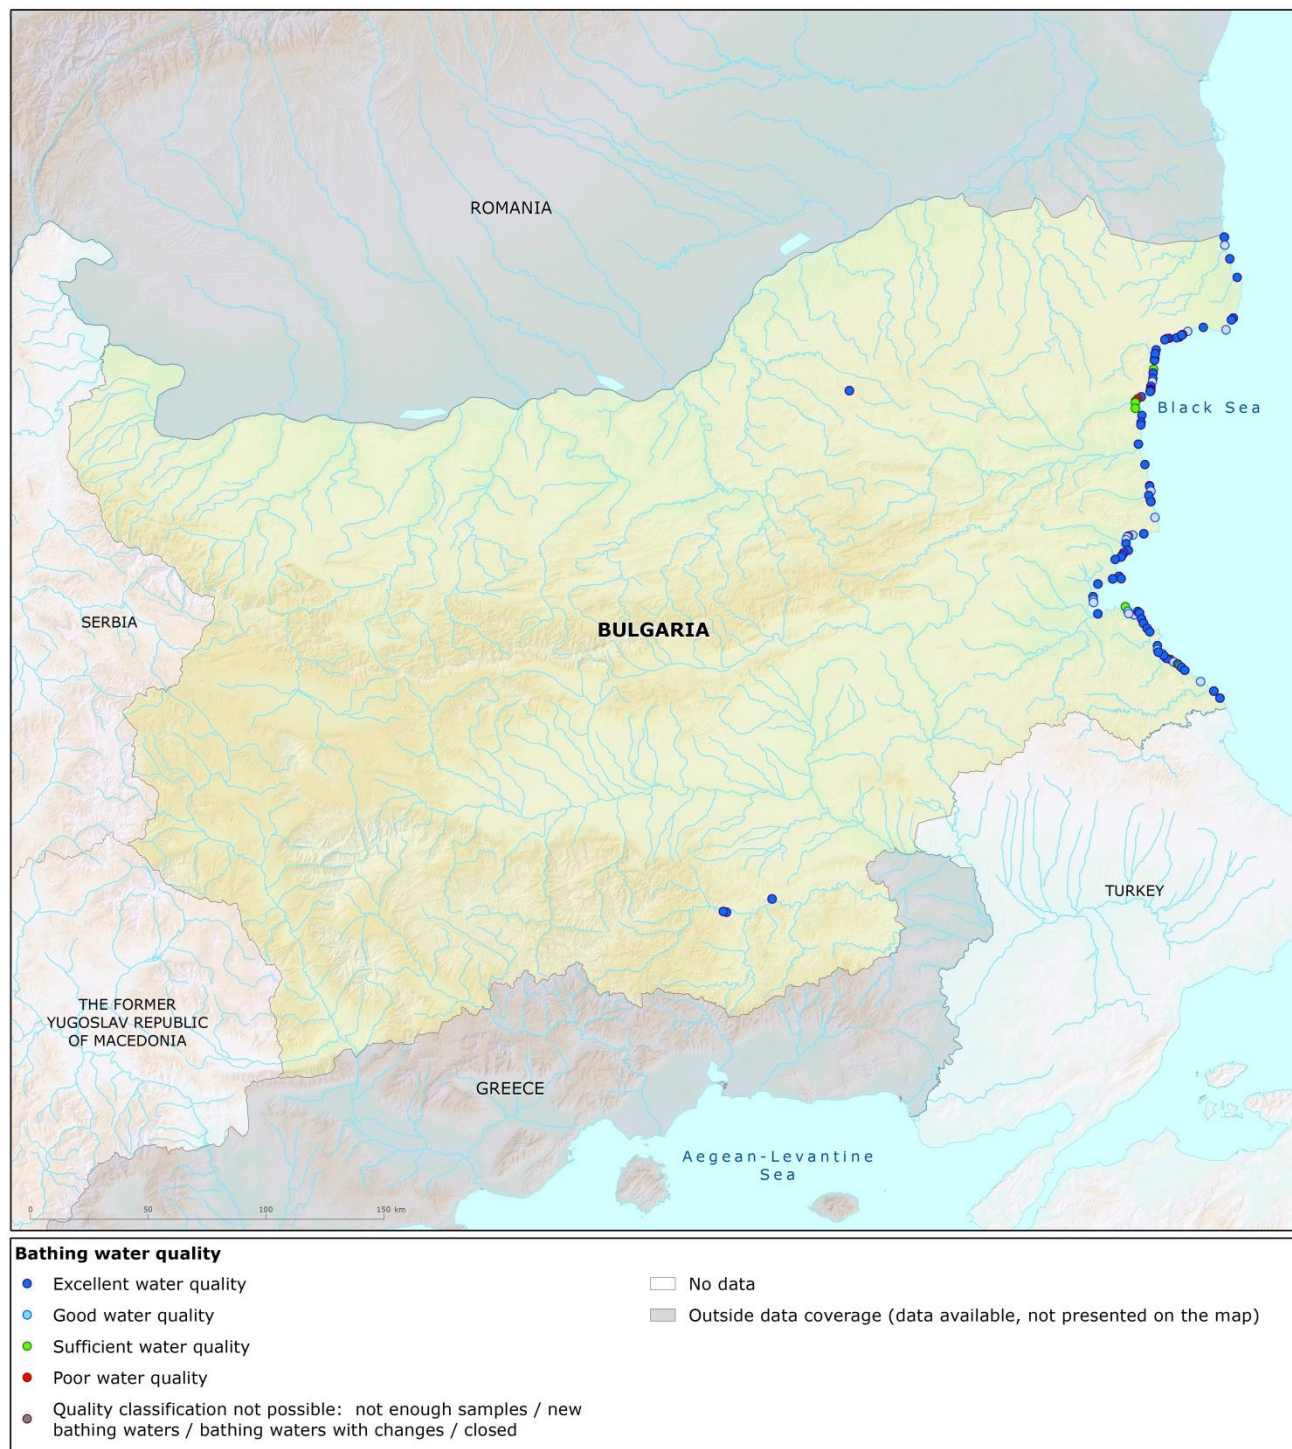 ROMANIA
Black Sea
SERBIA
BULGARIA
TURKEY
THE FORMER
YUGOSLAV REPUBLIC
OF MACEDONIA
GREECE
Aegean-Levantine
Sea
0 50 100 150 km
Bathing water quality
Excellent water quality
Good water quality
Sufficient water quality
Poor water quality
Quality classification not possible: not enough samples / new
bathing waters / bathing waters with changes / closed
No data
Outside data coverage (data available, not presented on the map)